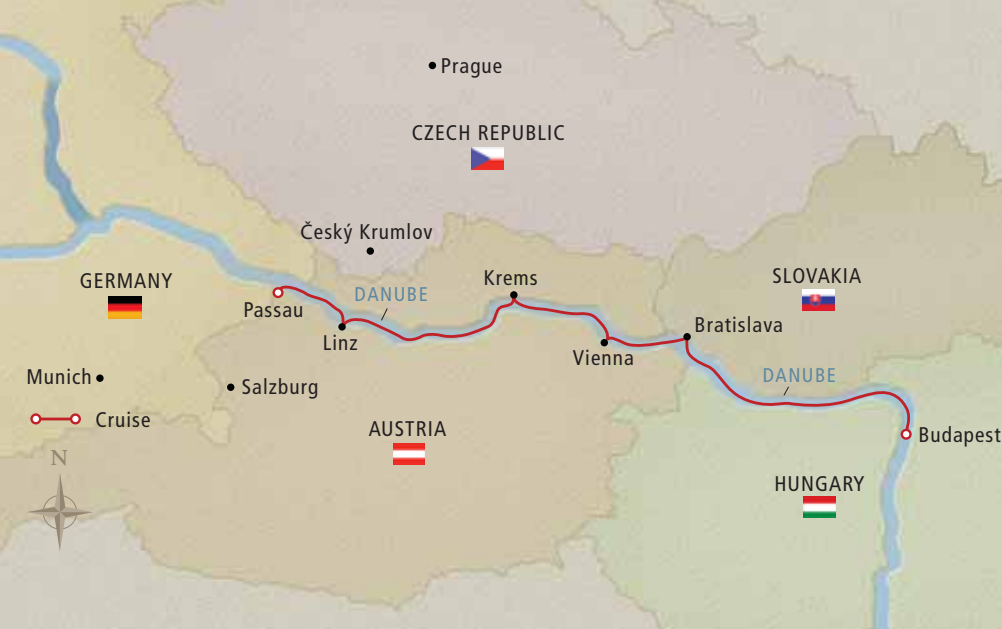 Prague
CZECH REPUBLIC
Český Krumlov
GERMANY
Krems
SLOVAKIA
DANUBE
Passau
Bratislava
Linz
Vienna
DANUBE
Munich
Salzburg
Cruise
AUSTRIA
Budapest
N
HUNGARY